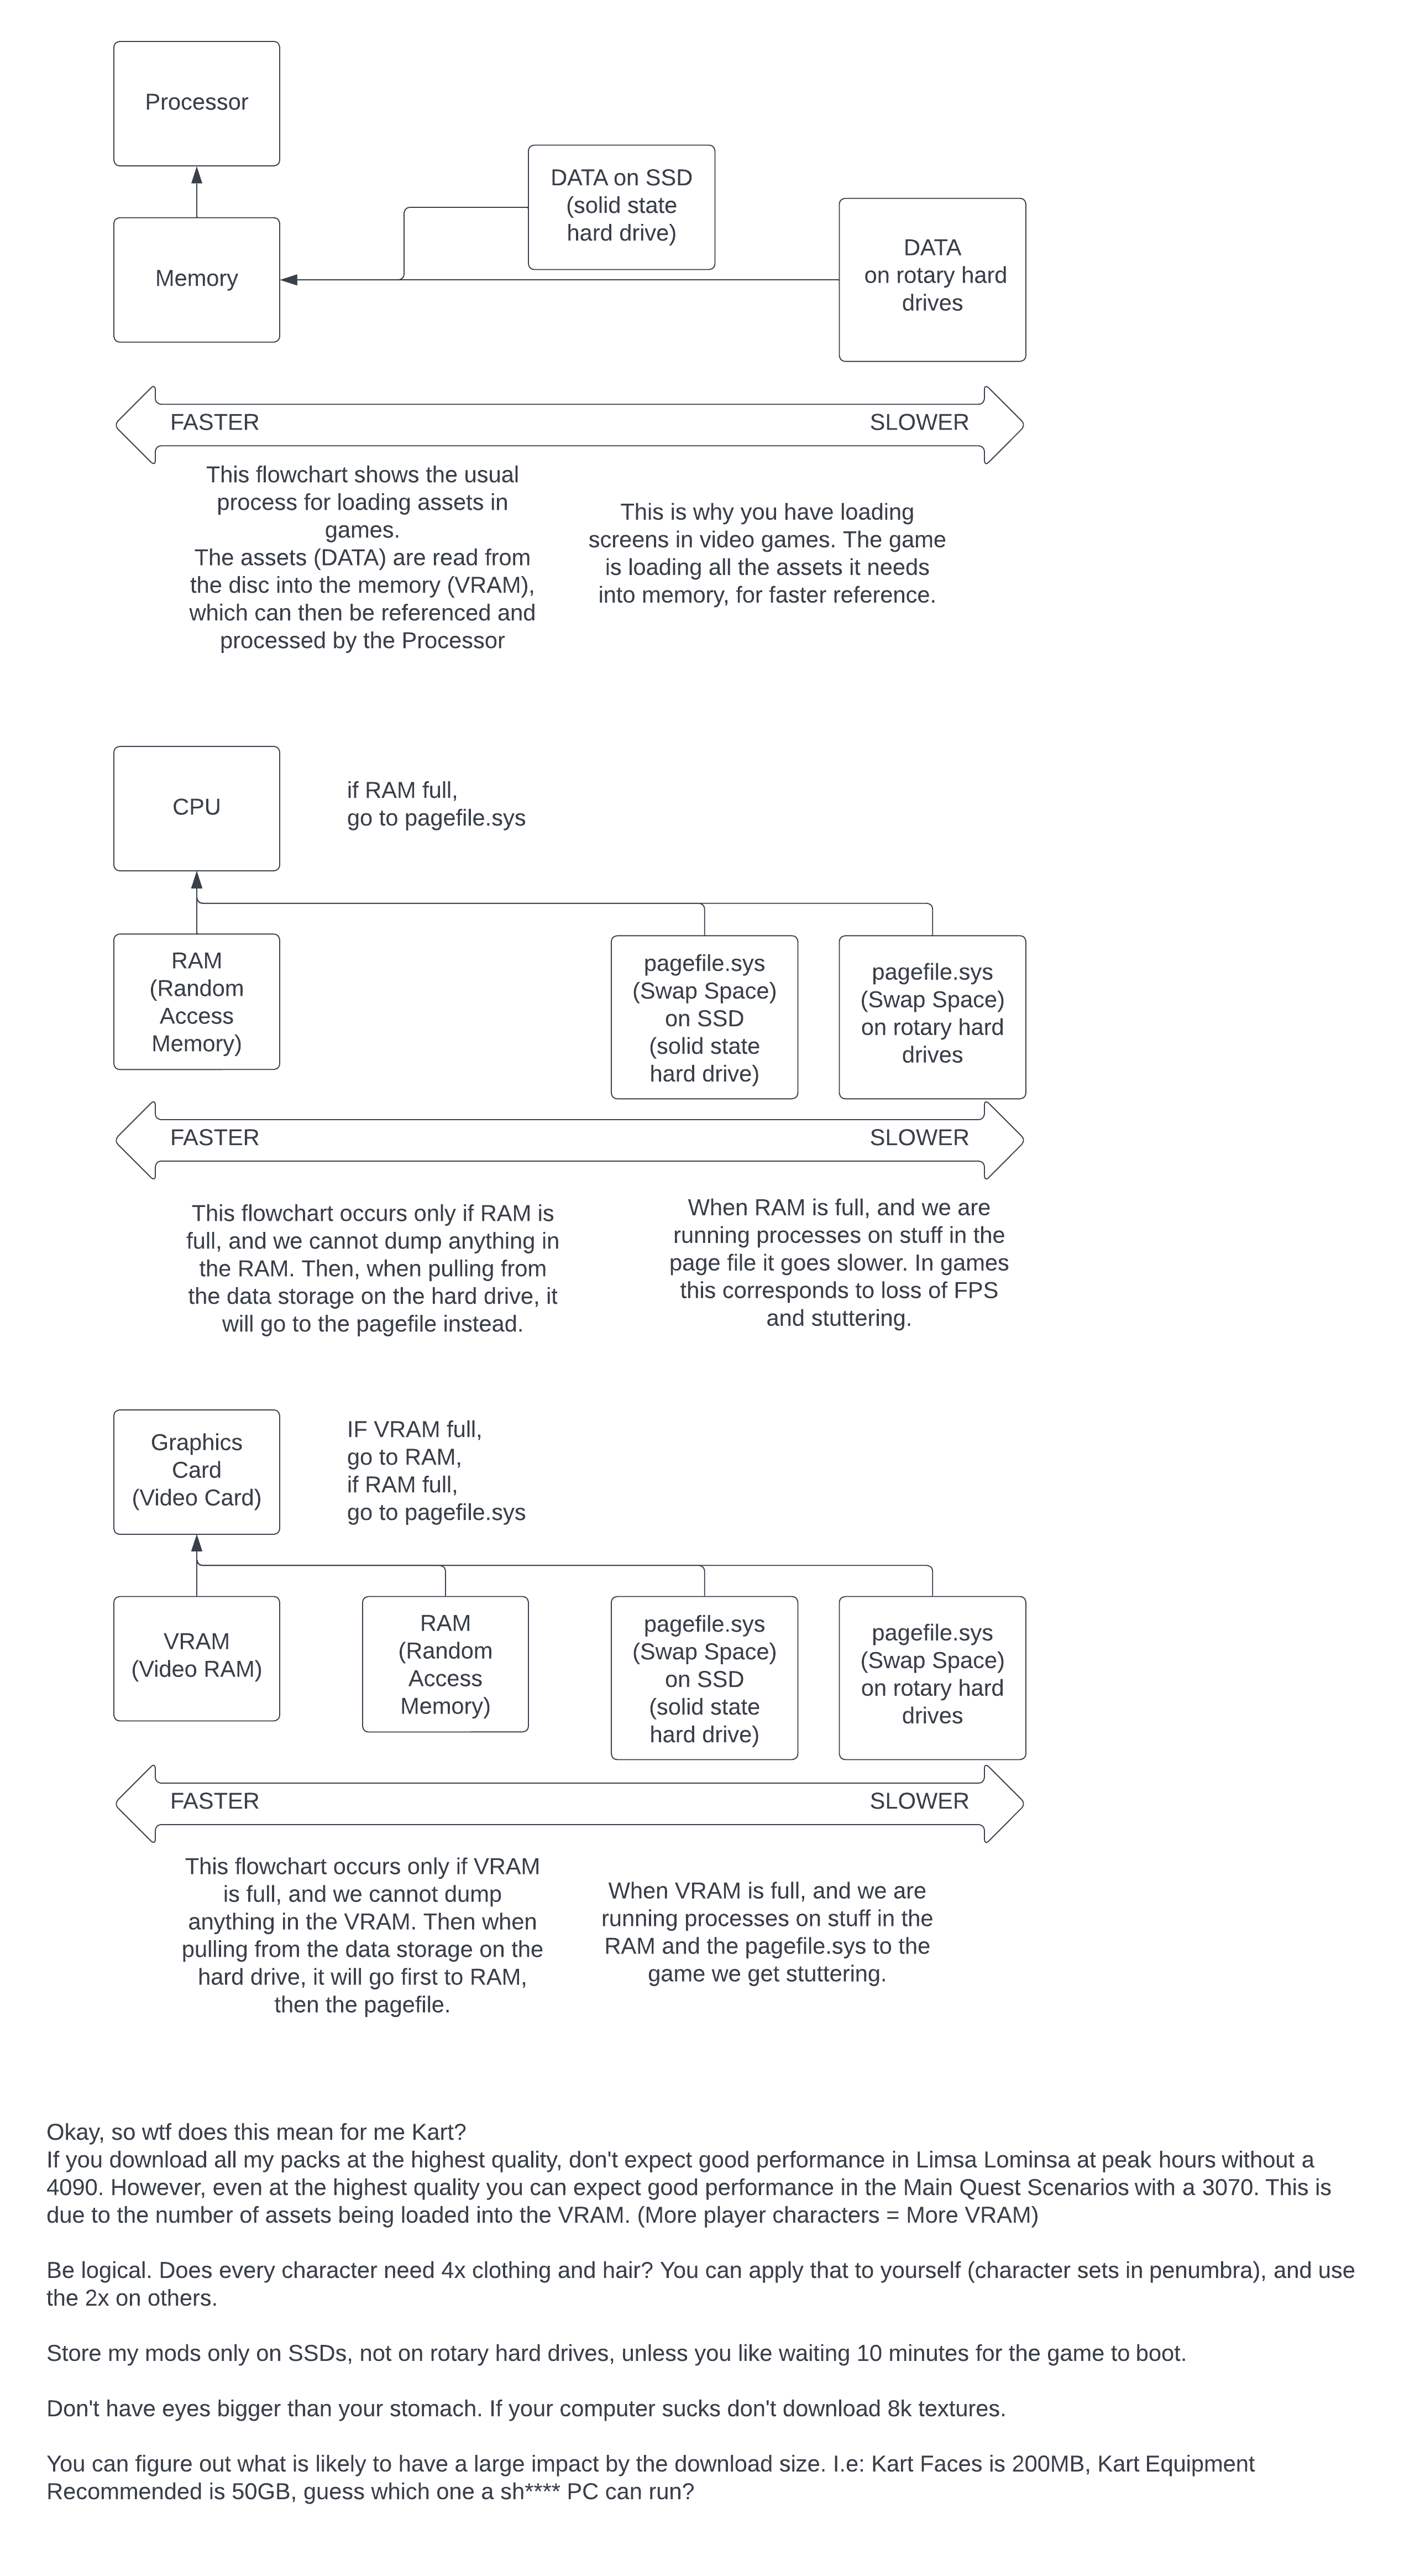 Processor
Memory
DATA on SSD
(solid state
hard drive)
DATA
on rotary hard
drives
FASTER
SLOWER
This flowchart shows the usual
process for loading assets in
games.
The assets (DATA) are read from
the disc into the memory (VRAM),
which can then be referenced and
processed by the Processor
This is why you have loading
screens in video games. The game
is loading all the assets it needs
into memory, for faster reference.
CPU
if RAM full,
go to pagefile.sys
RAM
(Random
Access
Memory)
pagefile.sys
(Swap Space)
on SSD
(solid state
hard drive)
pagefile.sys
(Swap Space)
on rotary hard
drives
FASTER
SLOWER
This flowchart occurs only if RAM is
full, and we cannot dump anything in
the RAM. Then, when pulling from
the data storage on the hard drive, it
will go to the pagefile instead.
When RAM is full, and we are
running processes on stuff in the
page file it goes slower. In games
this corresponds to loss of FPS
and stuttering.
Graphics
Card
(Video Card)
IF VRAM full,
go to RAM,
if RAM full,
go to pagefile.sys
VRAM
(Video RAM)
RAM
(Random
Access
Memory)
pagefile.sys
(Swap Space)
on SSD
(solid state
hard drive)
pagefile.sys
(Swap Space)
on rotary hard
drives
FASTER
SLOWER
This flowchart occurs only if VRAM
is full, and we cannot dump
anything in the VRAM. Then when
pulling from the data storage on the
hard drive, it will go first to RAM,
then the pagefile.
When VRAM is full, and we are
running processes on stuff in the
RAM and the pagefile.sys to the
game we get stuttering.
Okay, so wtf does this mean for me Kart?
If you download all my packs at the highest quality, don't expect good performance in Limsa Lominsa at peak hours without a
4090. However, even at the highest quality you can expect good performance in the Main Quest Scenarios with a 3070. This is
due to the number of assets being loaded into the VRAM. (More player characters = More VRAM)
Be logical. Does every character need 4x clothing and hair? You can apply that to yourself (character sets in penumbra), and use
the 2x on others.
Store my mods only on SSDs, not on rotary hard drives, unless you like waiting 10 minutes for the game to boot.
Don't have eyes bigger than your stomach. If your computer sucks don't download 8k textures.
You can figure out what is likely to have a large impact by the download size. I.e: Kart Faces is 200MB, Kart Equipment
Recommended is 50GB, guess which one a sh**** PC can run?